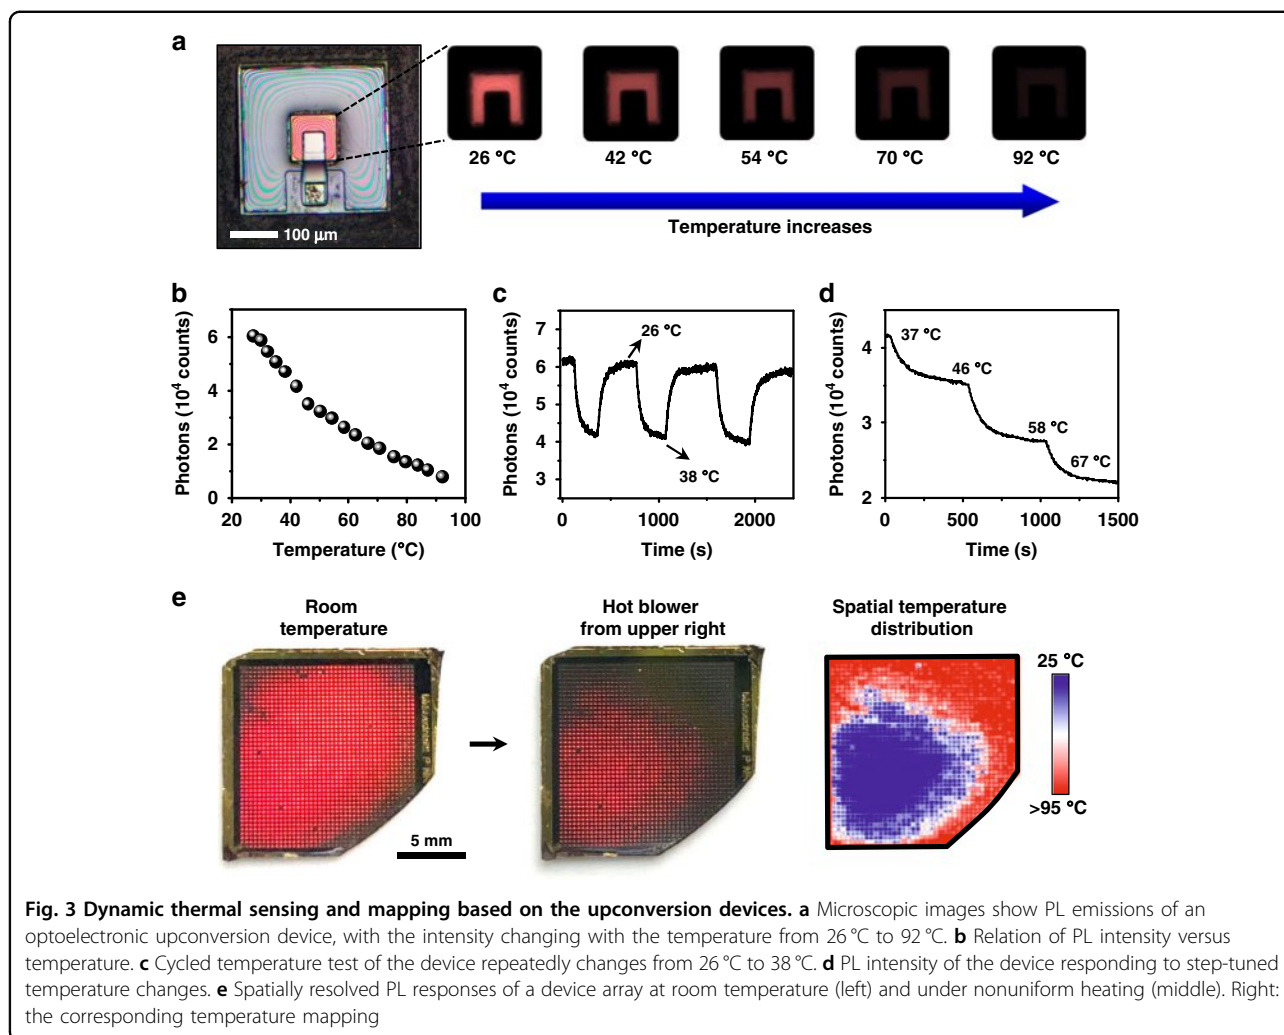 a
26 °C
42 °C
54 °C
70 °C
92 °C
100 µm
Temperature increases
b
c
d
Photons (10⁴ counts)
6
4
2
0
20
40
60
80
100
Temperature (°C)
Photons (10⁴ counts)
7
6
5
4
3
26 °C
38 °C
0
1000
2000
Time (s)
Photons (10⁴ counts)
4
3
2
37 °C
46 °C
58 °C
67 °C
0
500
1000
1500
Time (s)
e
Room
temperature
Hot blower
from upper right
Spatial temperature
distribution
5 mm
25 °C
>95 °C
Fig. 3 Dynamic thermal sensing and mapping based on the upconversion devices. a Microscopic images show PL emissions of an
optoelectronic upconversion device, with the intensity changing with the temperature from 26 °C to 92 °C. b Relation of PL intensity versus
temperature. c Cycled temperature test of the device repeatedly changes from 26 °C to 38 °C. d PL intensity of the device responding to step-tuned
temperature changes. e Spatially resolved PL responses of a device array at room temperature (left) and under nonuniform heating (middle). Right:
the corresponding temperature mapping